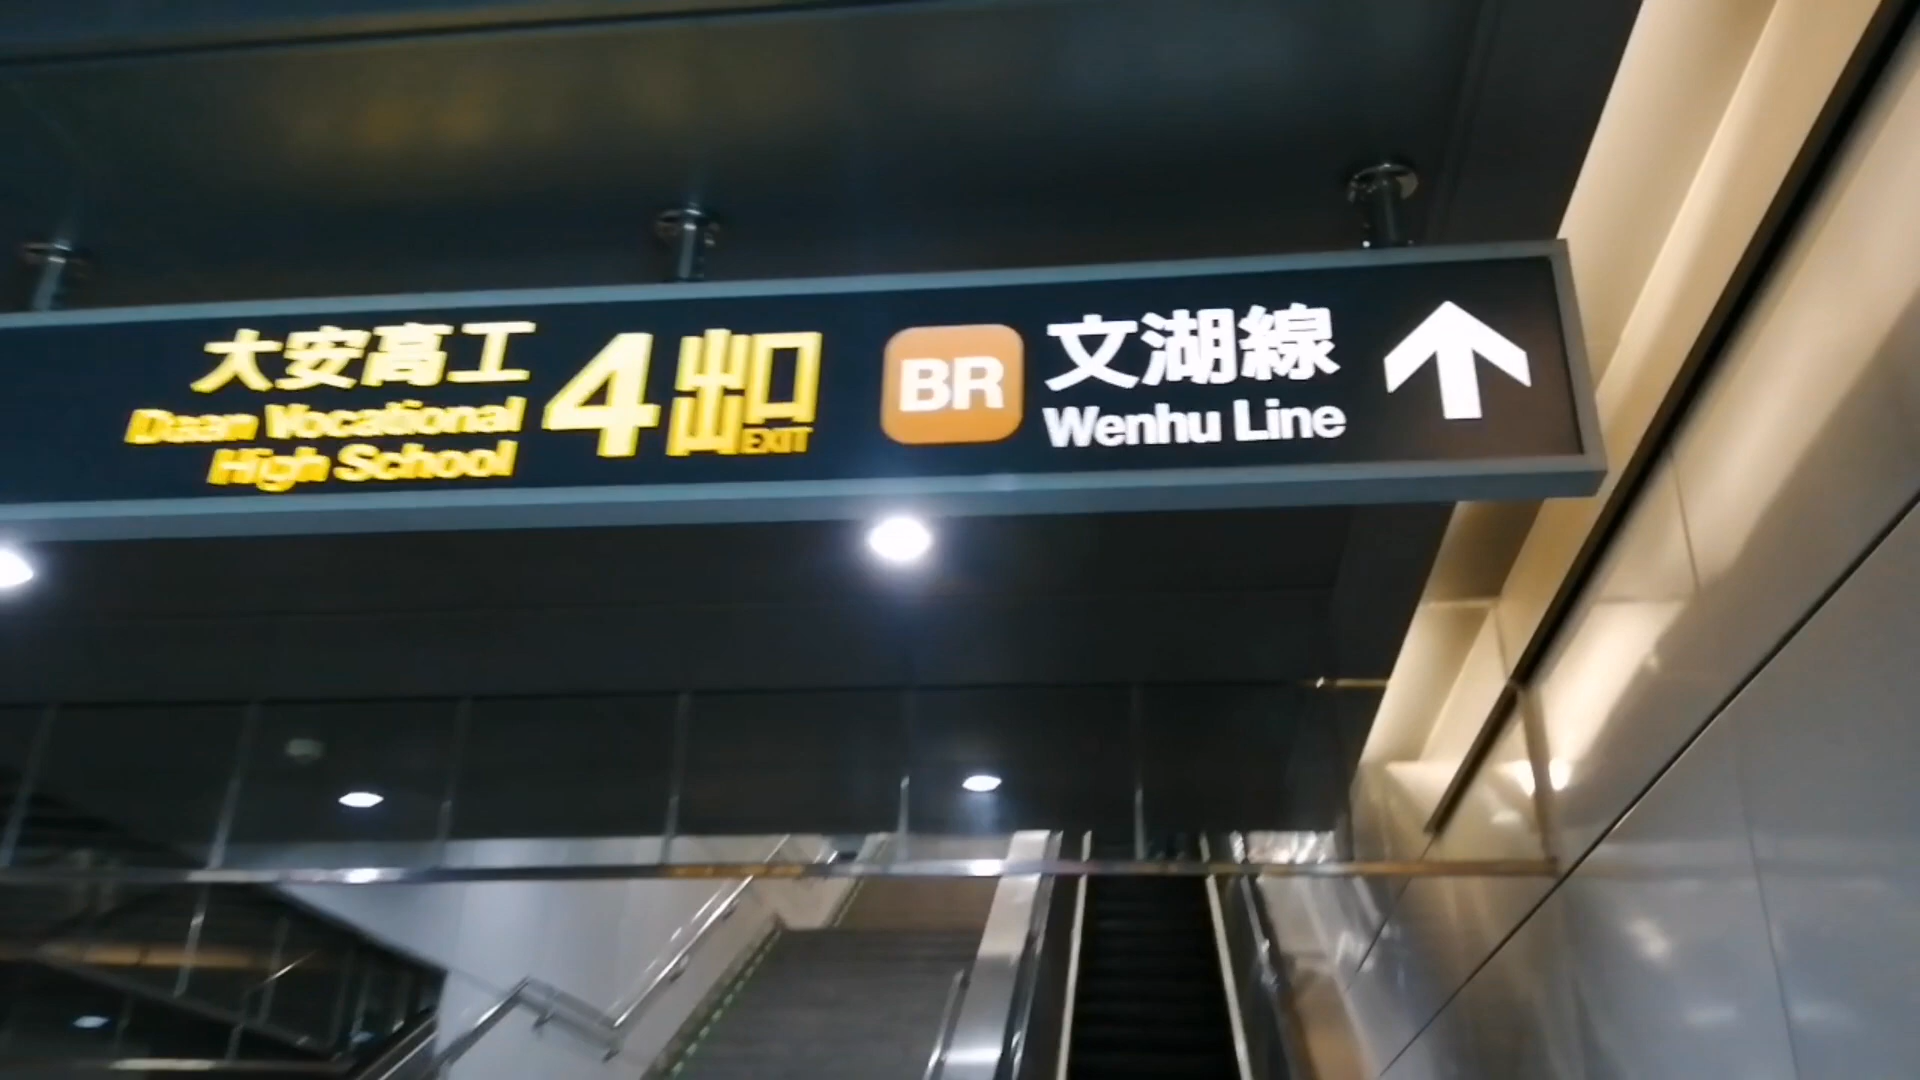 大安高工
Daan Vocational
High School
4
出口
EXIT
BR
文湖線
Wenhu Line